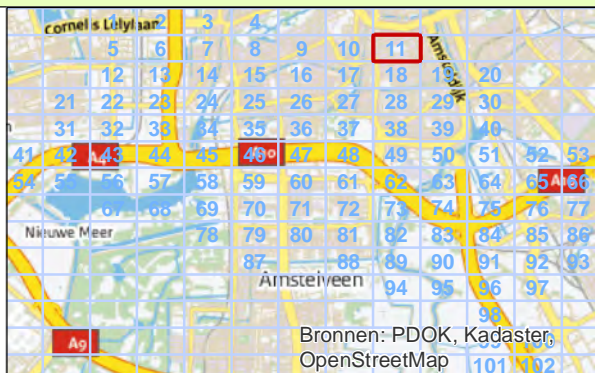 Cornelis Lelylaan 2 3 4
5 6 7 8 9 10 11 Amsteldijk
12 13 14 15 16 17 18 19 20
21 22 23 24 25 26 27 28 29 30
31 32 33 34 35 36 37 38 39 40
41 42 A4 43 44 45 46 47 48 49 50 51 52 53
54 55 56 57 58 59 60 61 62 63 64 65 66
67 68 69 70 71 72 73 74 75 76 77
Nieuwe Meer 78 79 80 81 82 83 84 85 86
87 88 89 90 91 92 93
Amstelveen 94 95 96 97
98
A9 Bronnen: PDOK, Kadaster,
OpenStreetMap 101 102